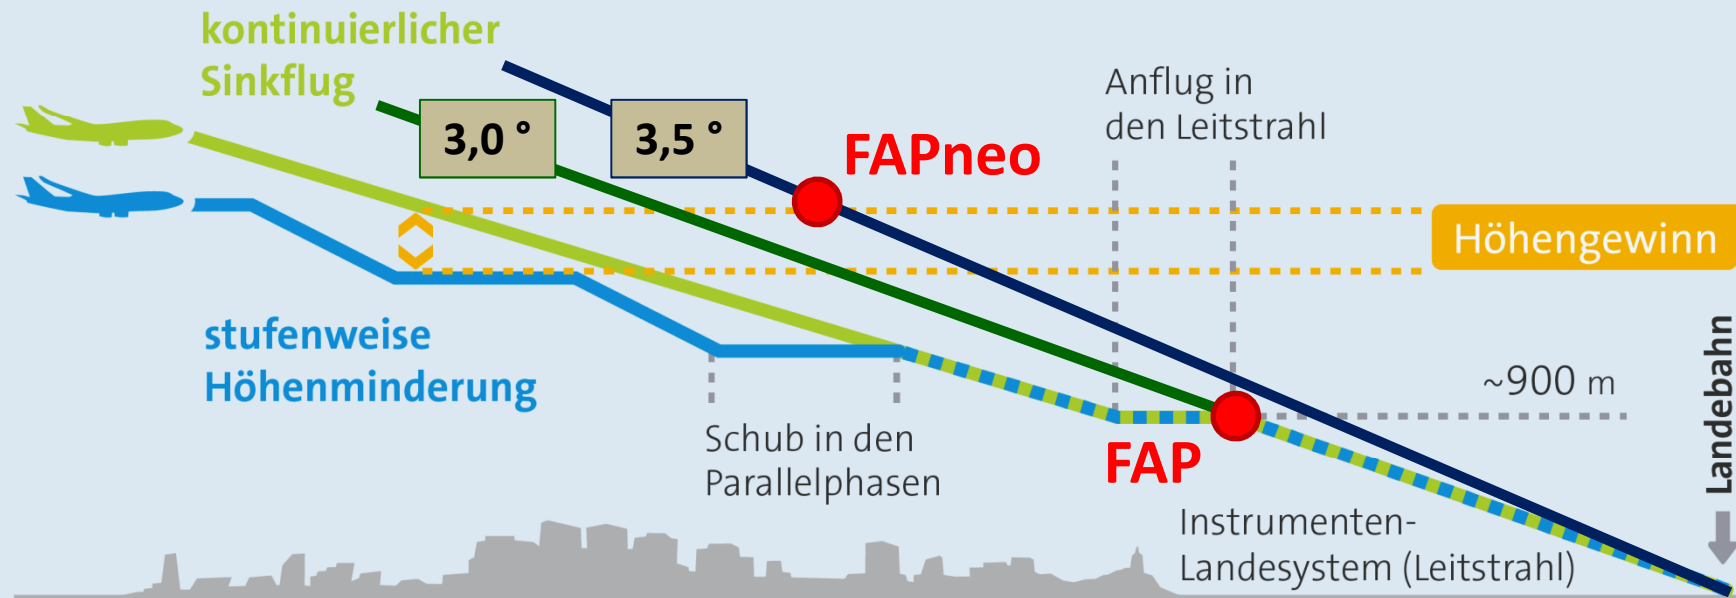 kontinuierlicher
Sinkflug
3,0 °
3,5 °
FAPneo
Anflug in
den Leitstrahl
Höhengewinn
stufenweise
Höhenminderung
~900 m
Landebahn
Schub in den
Parallelphasen
FAP
Instrumenten-
Landesystem (Leitstrahl)